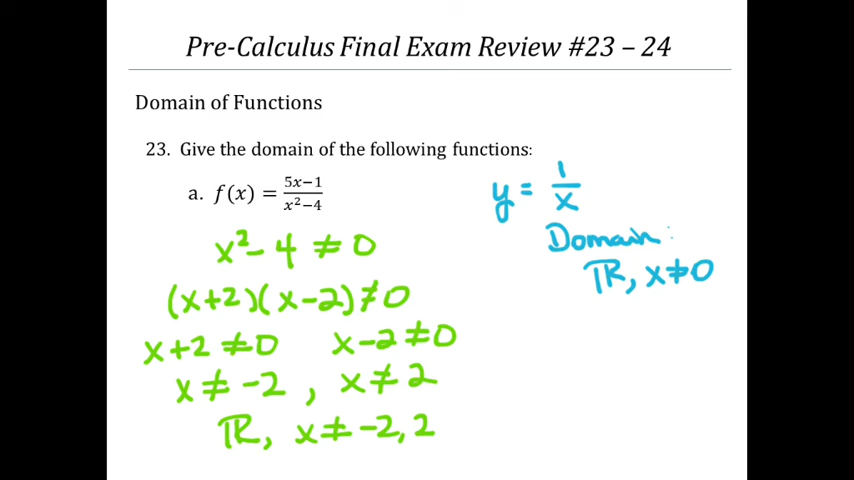 Pre-Calculus Final Exam Review #23 – 24
Domain of Functions
23. Give the domain of the following functions:
a. f(x) = (5x−1)/(x²−4)
y = 1/x
Domain:
ℝ, x ≠ 0
x² - 4 ≠ 0
(x+2)(x-2) ≠ 0
x+2 ≠ 0 x-2 ≠ 0
x ≠ -2 , x ≠ 2
ℝ, x ≠ -2, 2